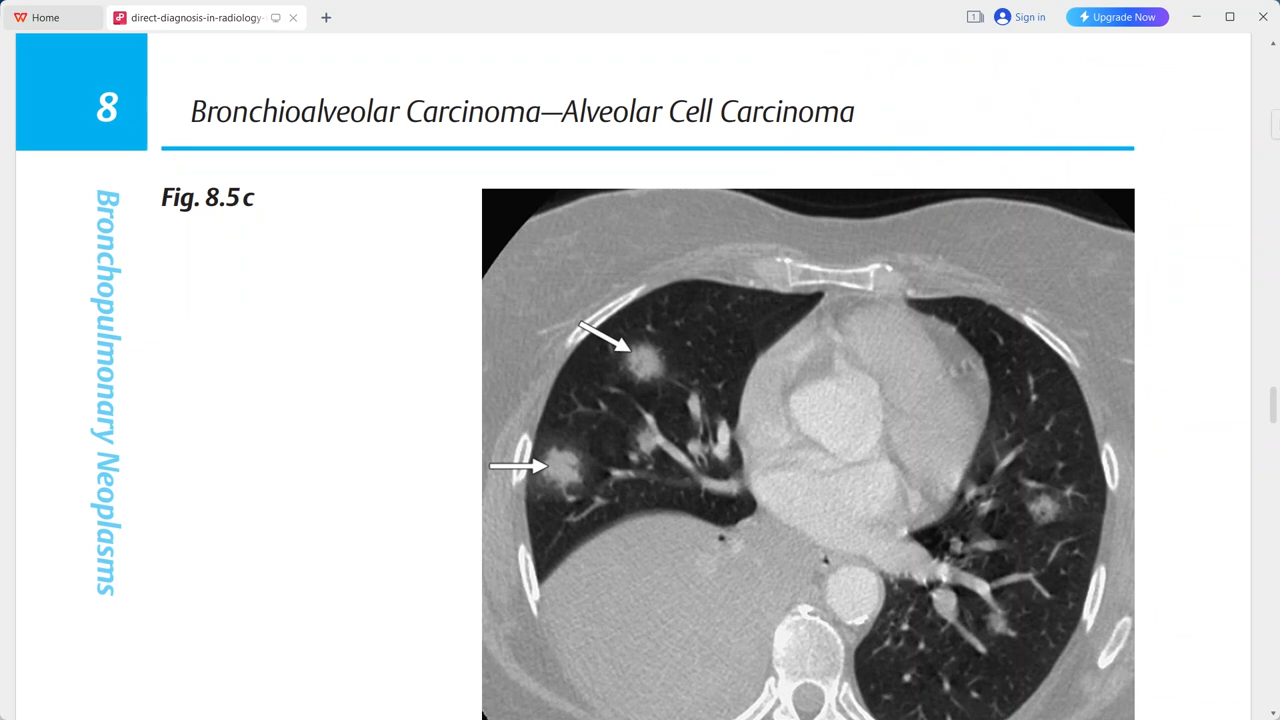 Home
direct-diagnosis-in-radiology-
1
Sign in
Upgrade Now
8
Bronchioalveolar Carcinoma—Alveolar Cell Carcinoma
Fig. 8.5 c
Bronchopulmonary Neoplasms